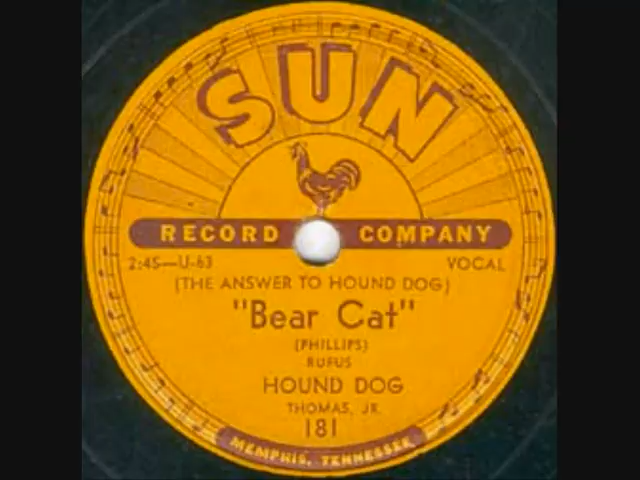 SUN
RECORD COMPANY
2:45—U-63 VOCAL
(THE ANSWER TO HOUND DOG)
"Bear Cat"
(PHILLIPS)
RUFUS
HOUND DOG
THOMAS, JR.
181
MEMPHIS, TENNESSEE